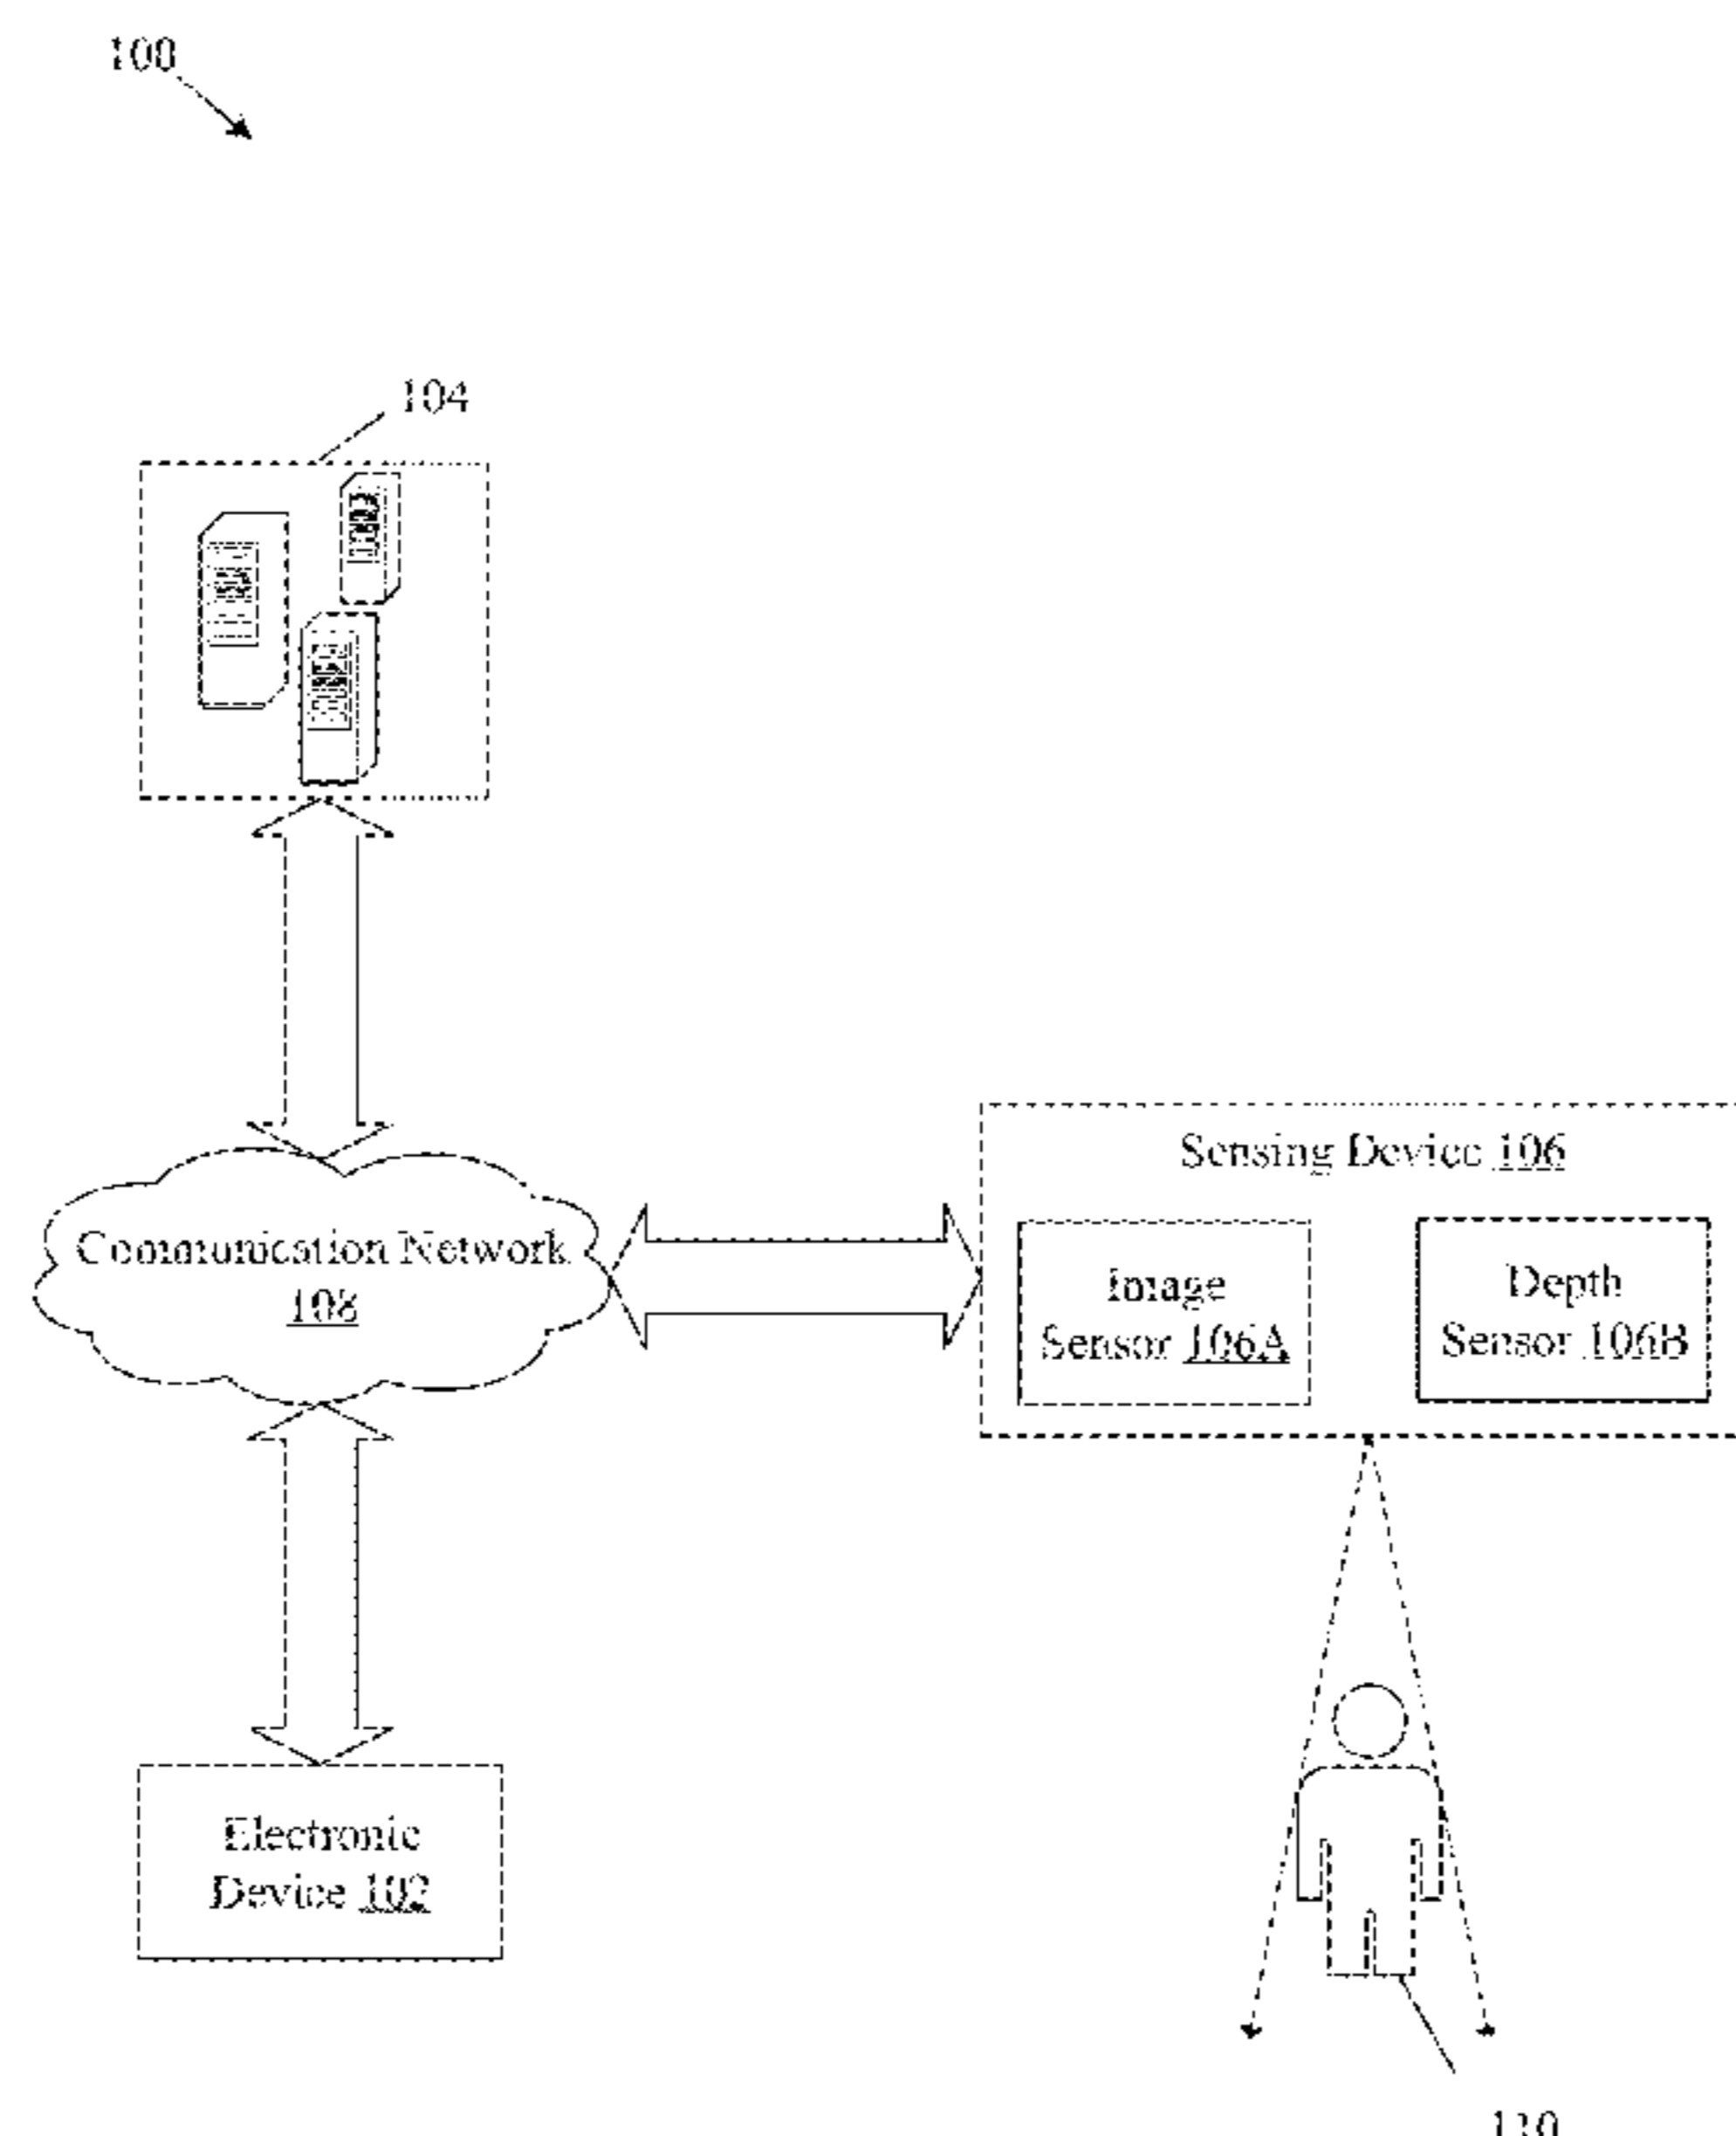 100
104
Sensing Device 106
Communication Network
108
Image
Sensor 106A
Depth
Sensor 106B
Electronic
Device 102
110